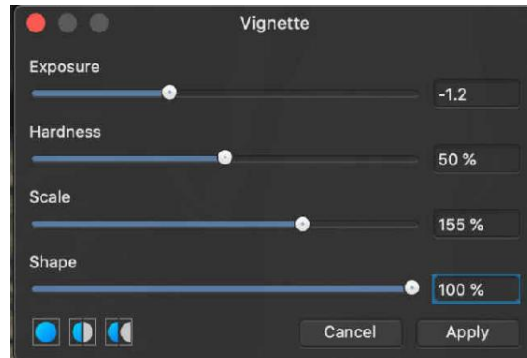 Vignette
Exposure
-1.2
Hardness
50 %
Scale
155 %
Shape
100 %
Cancel
Apply